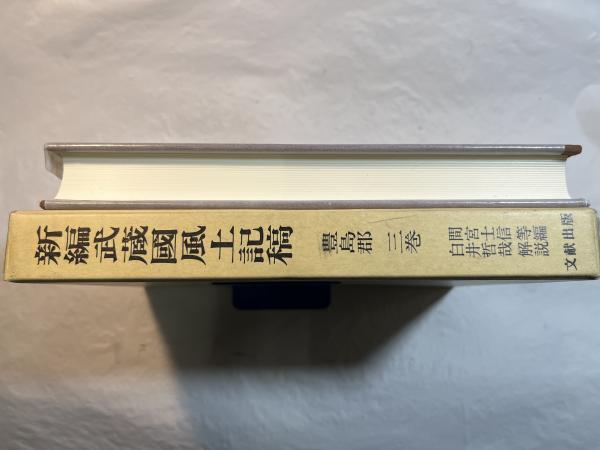 新編武蔵國風土記稿
豊島郡 三巻
間宮士信等編
白井哲哉解説
文献出版